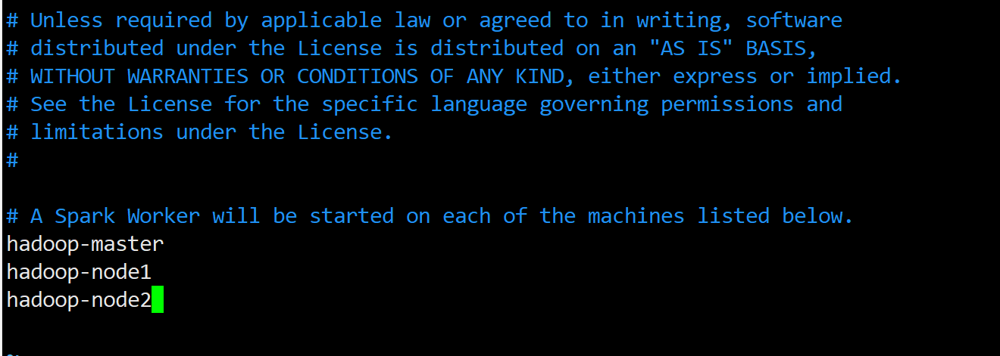 # Unless required by applicable law or agreed to in writing, software
# distributed under the License is distributed on an "AS IS" BASIS,
# WITHOUT WARRANTIES OR CONDITIONS OF ANY KIND, either express or implied.
# See the License for the specific language governing permissions and
# limitations under the License.
#
# A Spark Worker will be started on each of the machines listed below.
hadoop-master
hadoop-node1
hadoop-node2